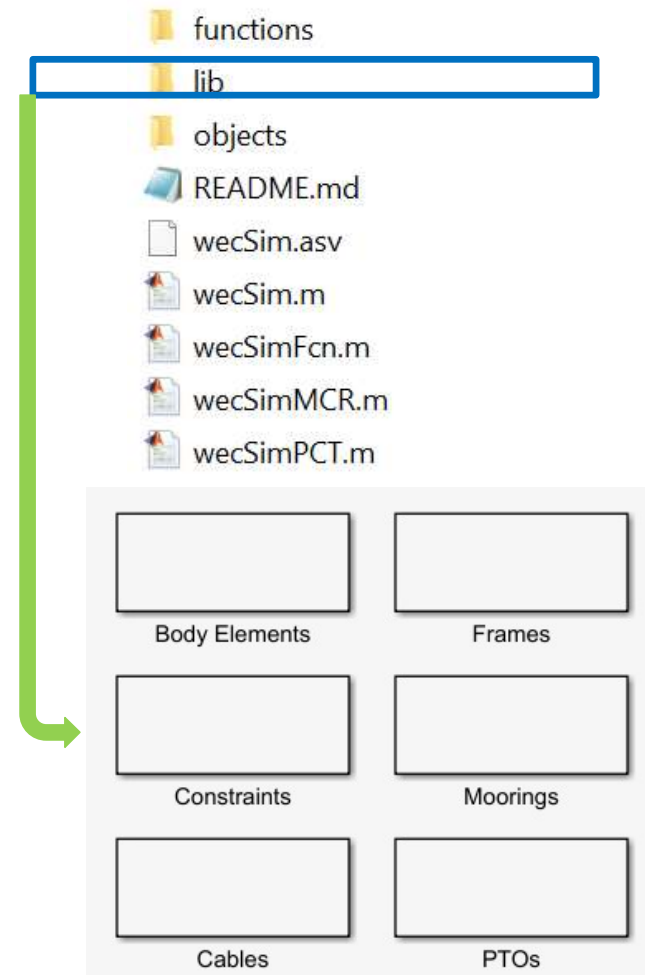 functions
lib
objects
README.md
wecSim.asv
wecSim.m
wecSimFcn.m
wecSimMCR.m
wecSimPCT.m
Body Elements
Frames
Constraints
Moorings
Cables
PTOs